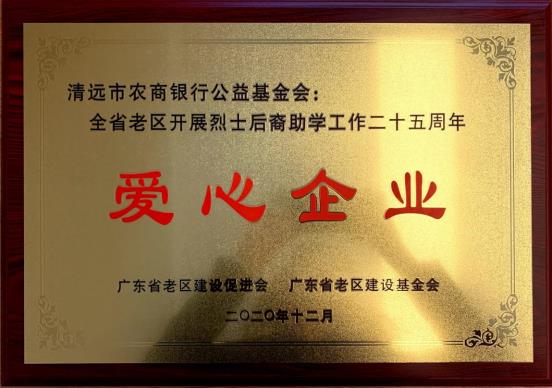 清远市农商银行公益基金会：
全省老区开展烈士后裔助学工作二十五周年
爱心企业
广东省老区建设促进会 广东省老区建设基金会
二〇二〇年十二月